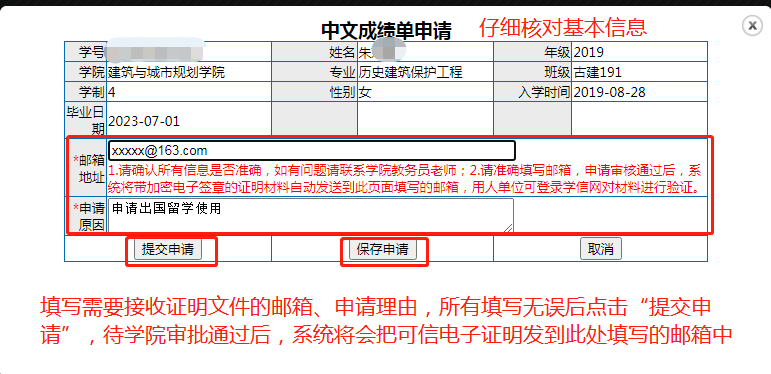 中文成绩单申请 仔细核对基本信息
学号 姓名 朱 年级 2019
学院 建筑与城市规划学院 专业 历史建筑保护工程 班级 古建191
学制 4 性别 女 入学时间 2019-08-28
毕业日
期 2023-07-01
*邮箱
地址 xxxxx@163.com
1.请确认所有信息是否准确，如有问题请联系学院教务员老师；2.请准确填写邮箱，申请审核通过后，系
统将带加密电子签章的证明材料自动发送到此页面填写的邮箱，用人单位可登录学信网对材料进行验证。
*申请
原因 申请出国留学使用
提交申请 保存申请 取消
填写需要接收证明文件的邮箱、申请理由，所有填写无误后点击“提交申
请”，待学院审批通过后，系统将会把可信电子证明发到此处填写的邮箱中